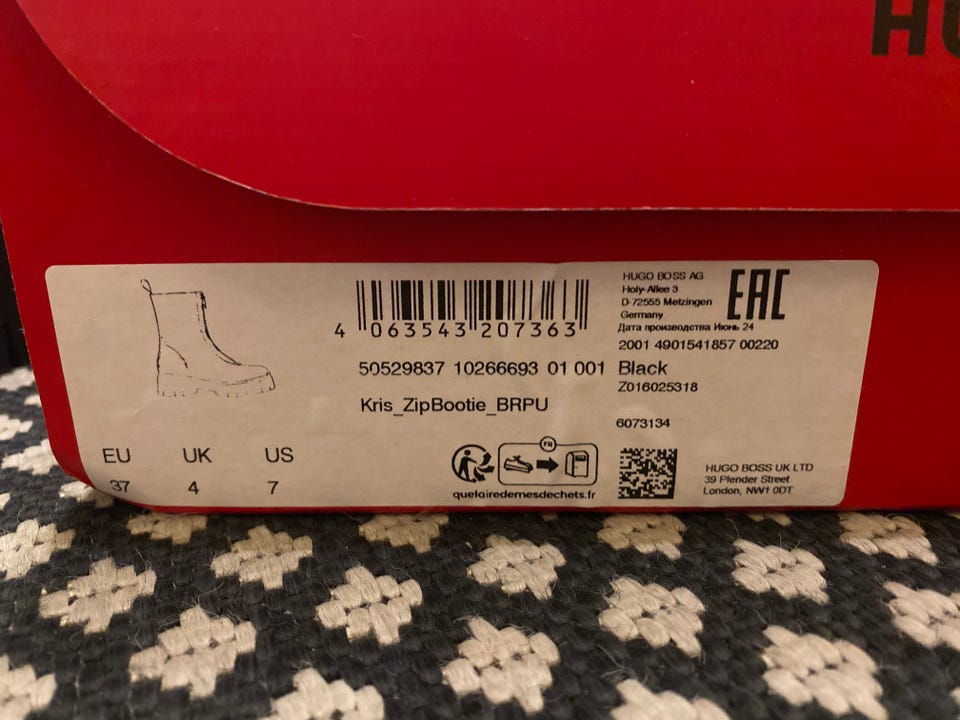 HU
4 063543 207363
50529837 10266693 01 001 Black
Kris_ZipBootie_BRPU
EU UK US
37 4 7
FR
quefairedemesdechets.fr
HUGO BOSS AG
Holy-Allee 3
D-72555 Metzingen
Germany
EAC
Дата производства Июнь 24
2001 4901541857 00220
Z016025318
6073134
HUGO BOSS UK LTD
39 Plender Street
London, NW1 0DT